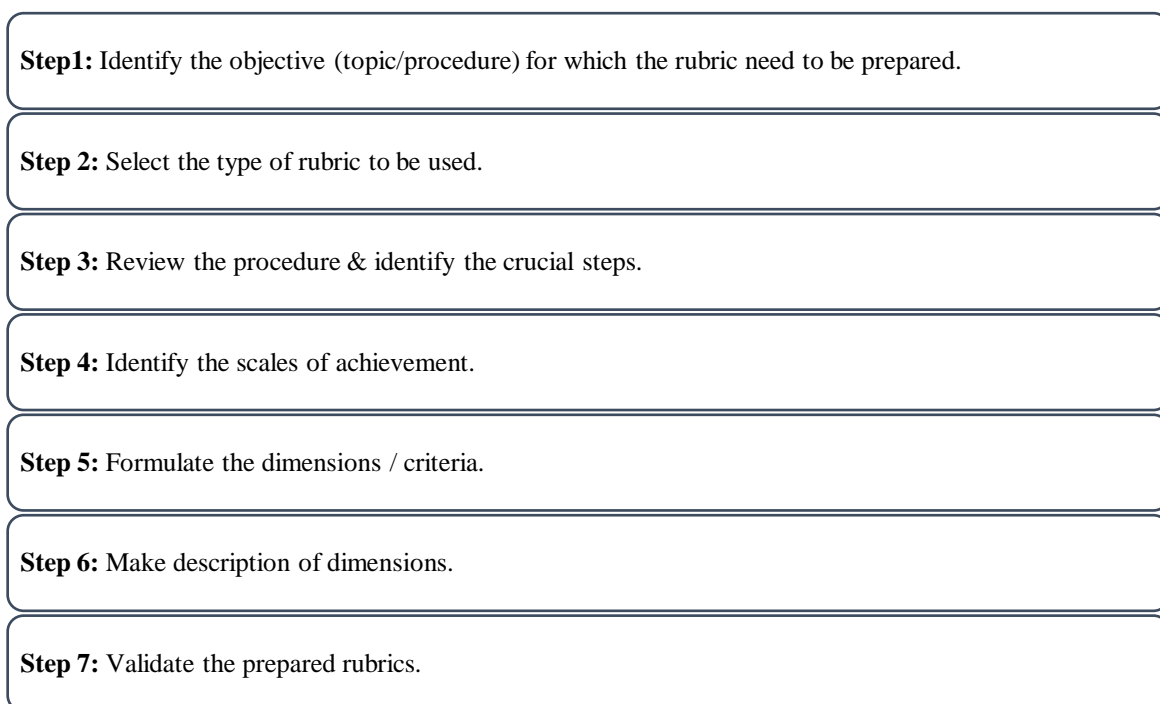 Step1: Identify the objective (topic/procedure) for which the rubric need to be prepared.
Step 2: Select the type of rubric to be used.
Step 3: Review the procedure & identify the crucial steps.
Step 4: Identify the scales of achievement.
Step 5: Formulate the dimensions / criteria.
Step 6: Make description of dimensions.
Step 7: Validate the prepared rubrics.